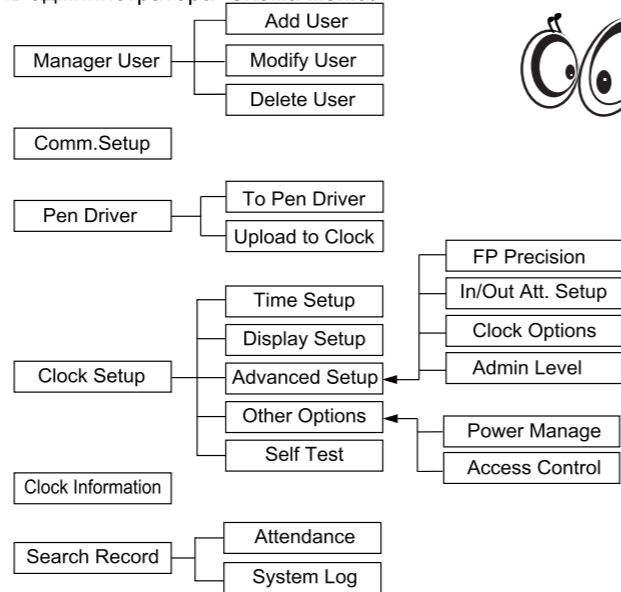 Add User
Manager User
Modify User
Delete User
Comm.Setup
Pen Driver
To Pen Driver
Upload to Clock
Clock Setup
Time Setup
Display Setup
Advanced Setup
Other Options
Self Test
FP Precision
In/Out Att. Setup
Clock Options
Admin Level
Power Manage
Access Control
Clock Information
Search Record
Attendance
System Log